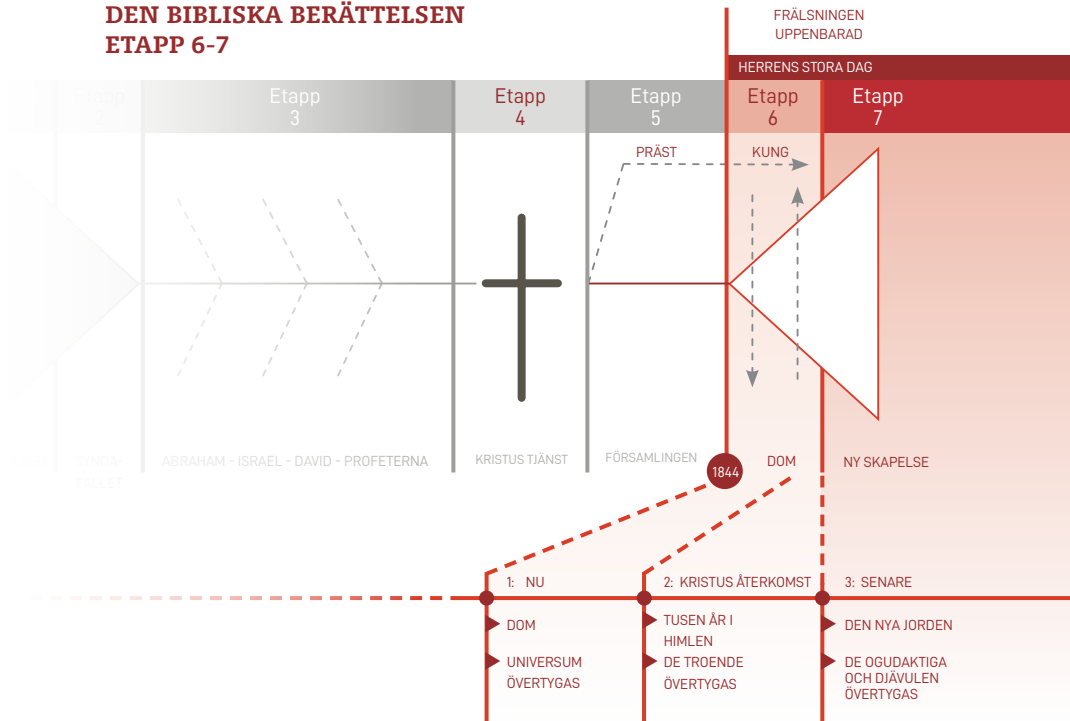 DEN BIBLISKA BERÄTTELSEN
ETAPP 6-7
FRÄLSNINGEN
UPPENBARAD
HERRENS STORA DAG
Etapp
3
Etapp
4
Etapp
5
Etapp
6
Etapp
7
PRÄST
KUNG
SYNDA-
FALLET
ABRAHAM - ISRAEL - DAVID - PROFETERNA
KRISTUS TJÄNST
FÖRSAMLINGEN
1844
DOM
NY SKAPELSE
1: NU
2: KRISTUS ÅTERKOMST
3: SENARE
DOM
UNIVERSUM
ÖVERTYGAS
TUSEN ÅR I
HIMLEN
DE TROENDE
ÖVERTYGAS
DEN NYA JORDEN
DE OGUDAKTIGA
OCH DJÄVULEN
ÖVERTYGAS